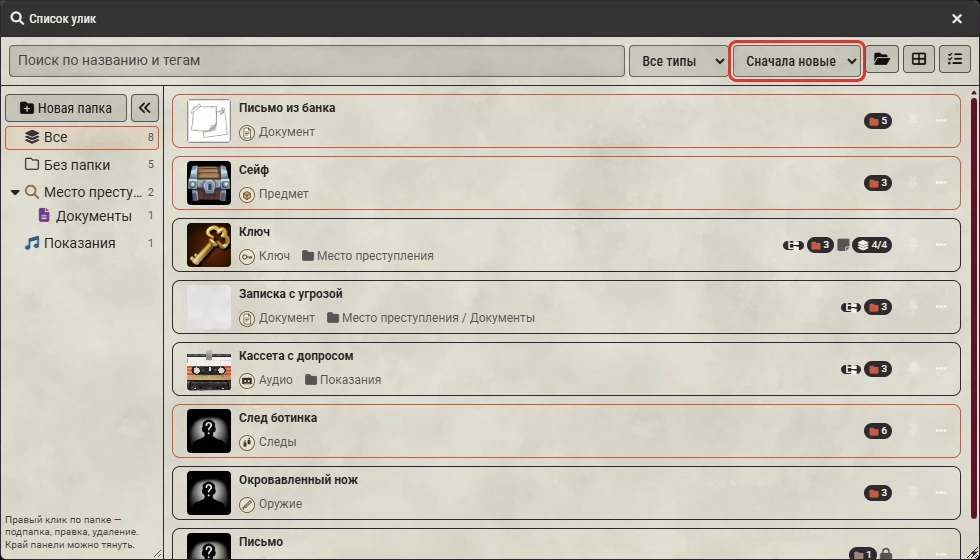 Список улик
Поиск по названию и тегам
Все типы
Сначала новые
Новая папка
Все 8
Без папки 5
Место престу... 2
Документы 1
Показания 1
Правый клик по папке —
подпапка, правка, удаление.
Край панели можно тянуть.
Письмо из банка
Документ
5
Сейф
Предмет
3
Ключ
Ключ Место преступления
3 4/4
Записка с угрозой
Документ Место преступления / Документы
3
Кассета с допросом
Аудио Показания
3
След ботинка
Следы
6
Окровавленный нож
Оружие
3
Письмо
1